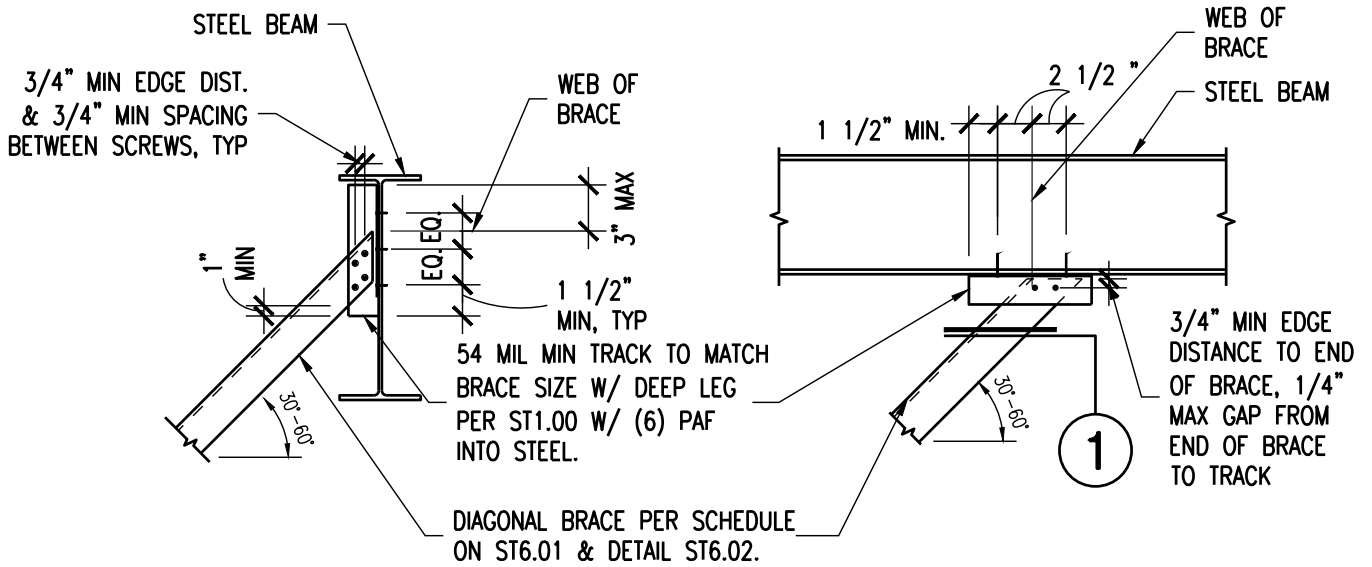 STEEL BEAM
3/4" MIN EDGE DIST.
& 3/4" MIN SPACING
BETWEEN SCREWS, TYP
WEB OF
BRACE
1"
MIN
EQ. EQ.
3" MAX
1 1/2"
MIN, TYP
54 MIL MIN TRACK TO MATCH
BRACE SIZE W/ DEEP LEG
PER ST1.00 W/ (6) PAF
INTO STEEL.
30°-60°
DIAGONAL BRACE PER SCHEDULE
ON ST6.01 & DETAIL ST6.02.
WEB OF
BRACE
2 1/2 "
STEEL BEAM
1 1/2" MIN.
3/4" MIN EDGE
DISTANCE TO END
OF BRACE, 1/4"
MAX GAP FROM
END OF BRACE
TO TRACK
30°-60°
1